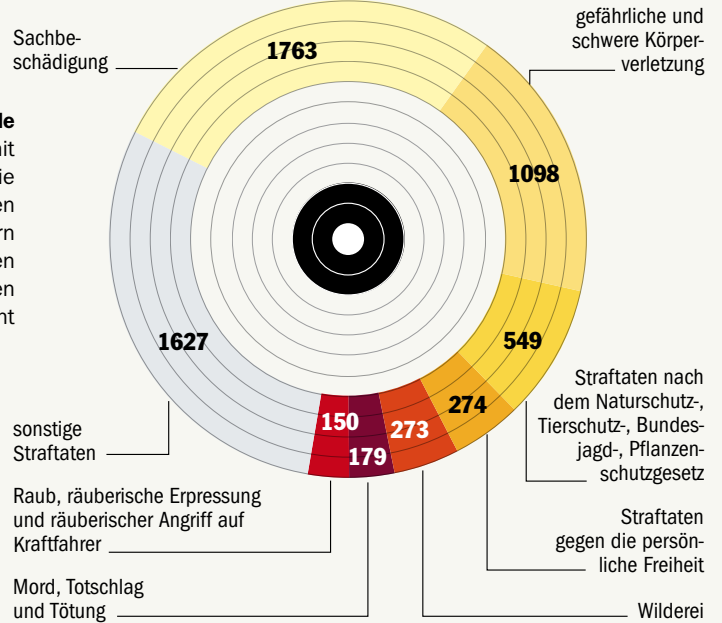 Sachbe-
schädigung
1763
gefährliche und
schwere Körper-
verletzung
1098
549
Straftaten nach
dem Naturschutz-,
Tierschutz-, Bundes-
jagd-, Pflanzen-
schutzgesetz
274
Straftaten
gegen die persön-
liche Freiheit
273
Wilderei
179
Mord, Totschlag
und Tötung
150
Raub, räuberische Erpressung
und räuberischer Angriff auf
Kraftfahrer
1627
sonstige
Straftaten